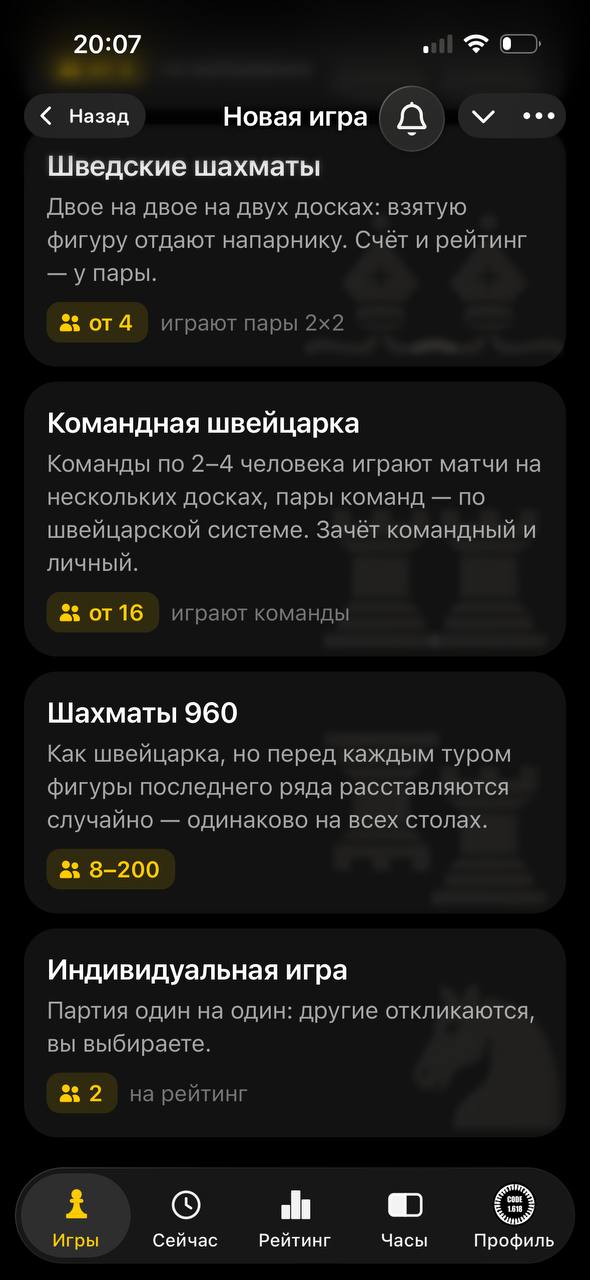 20:07
Назад
Новая игра
Шведские шахматы
Двое на двое на двух досках: взятую
фигуру отдают напарнику. Счёт и рейтинг
— у пары.
от 4 играют пары 2×2
Командная швейцарка
Команды по 2–4 человека играют матчи на
нескольких досках, пары команд — по
швейцарской системе. Зачёт командный и
личный.
от 16 играют команды
Шахматы 960
Как швейцарка, но перед каждым туром
фигуры последнего ряда расставляются
случайно — одинаково на всех столах.
8–200
Индивидуальная игра
Партия один на один: другие откликаются,
вы выбираете.
2 на рейтинг
CODE
1.618
Игры Сейчас Рейтинг Часы Профиль